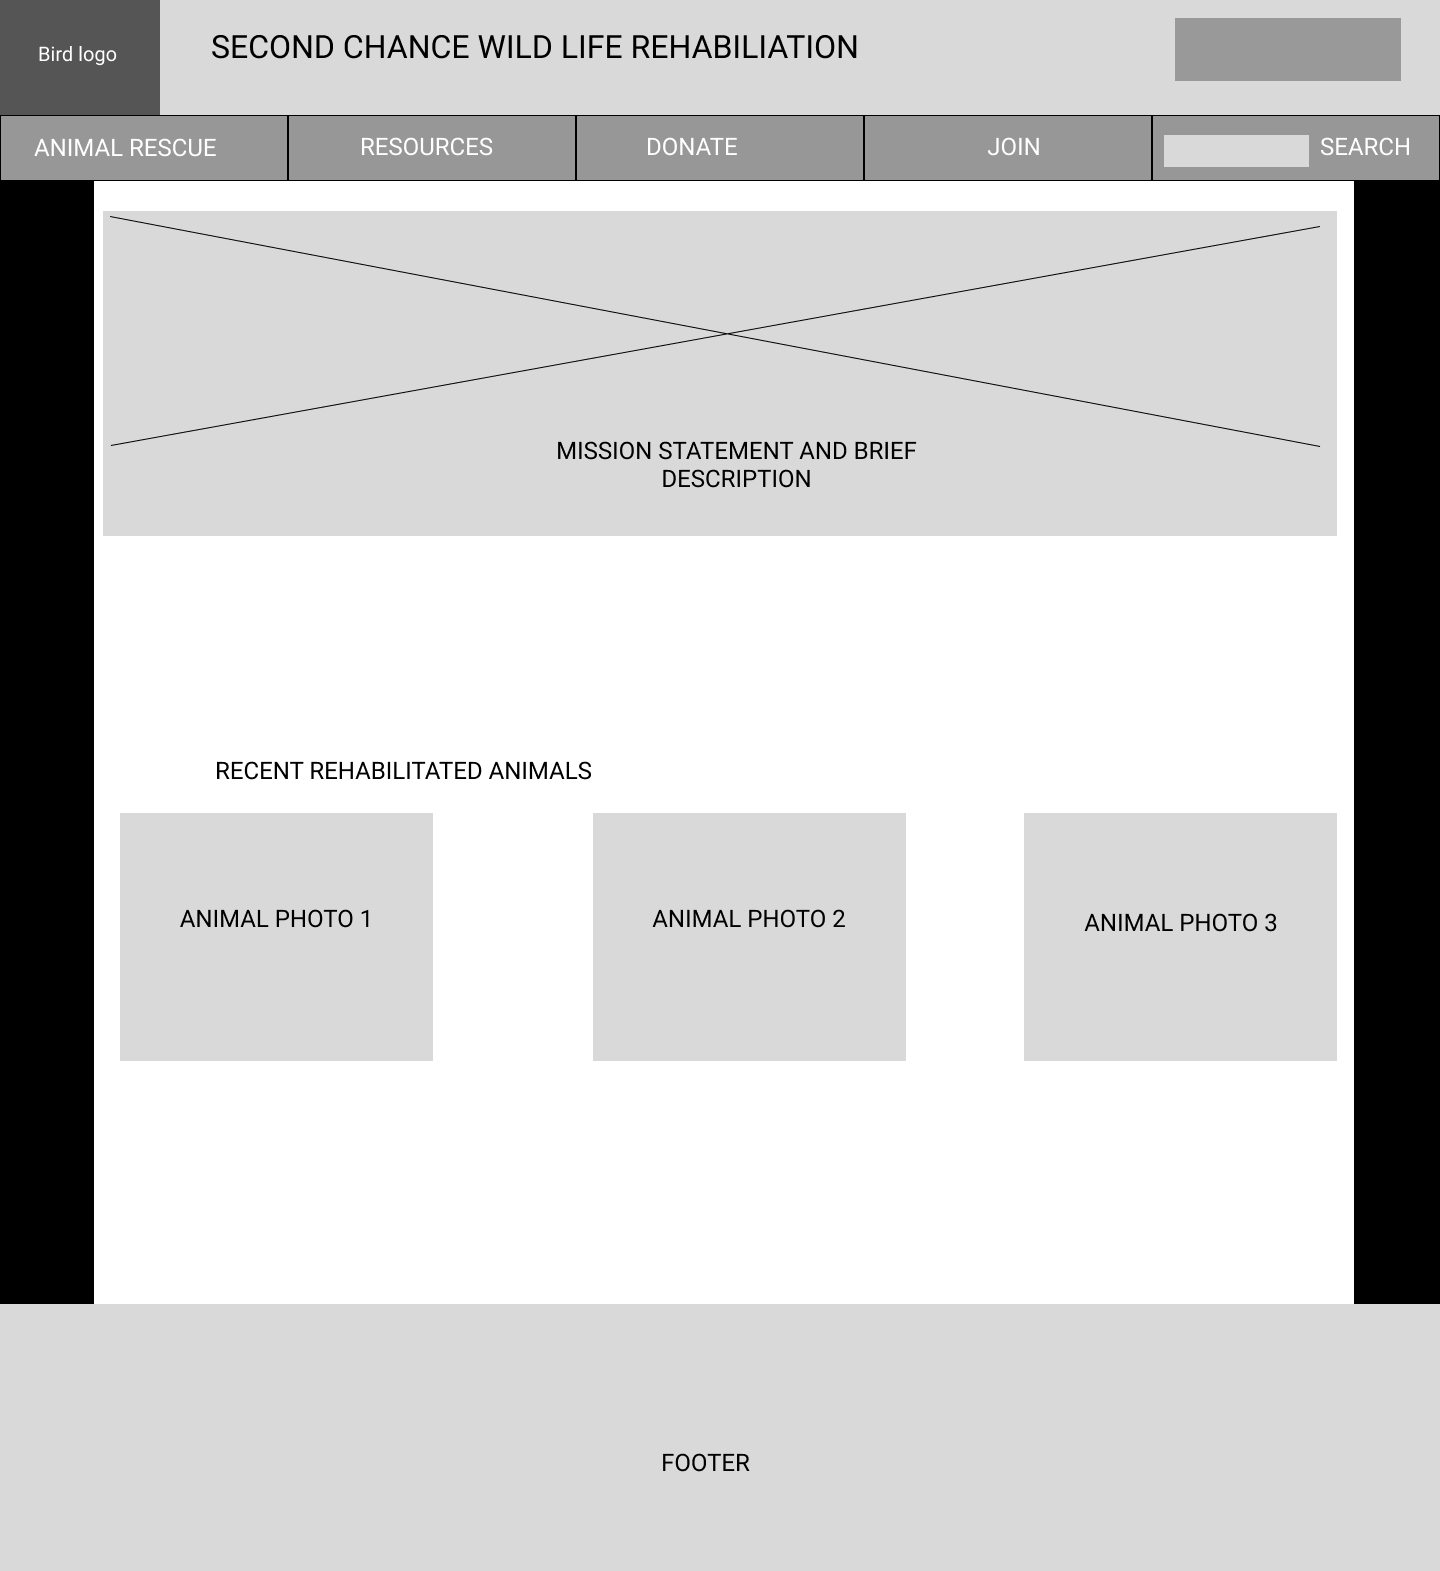 Bird logo
SECOND CHANCE WILD LIFE REHABILIATION
ANIMAL RESCUE
RESOURCES
DONATE
JOIN
SEARCH
MISSION STATEMENT AND BRIEF
DESCRIPTION
RECENT REHABILITATED ANIMALS
ANIMAL PHOTO 1
ANIMAL PHOTO 2
ANIMAL PHOTO 3
FOOTER